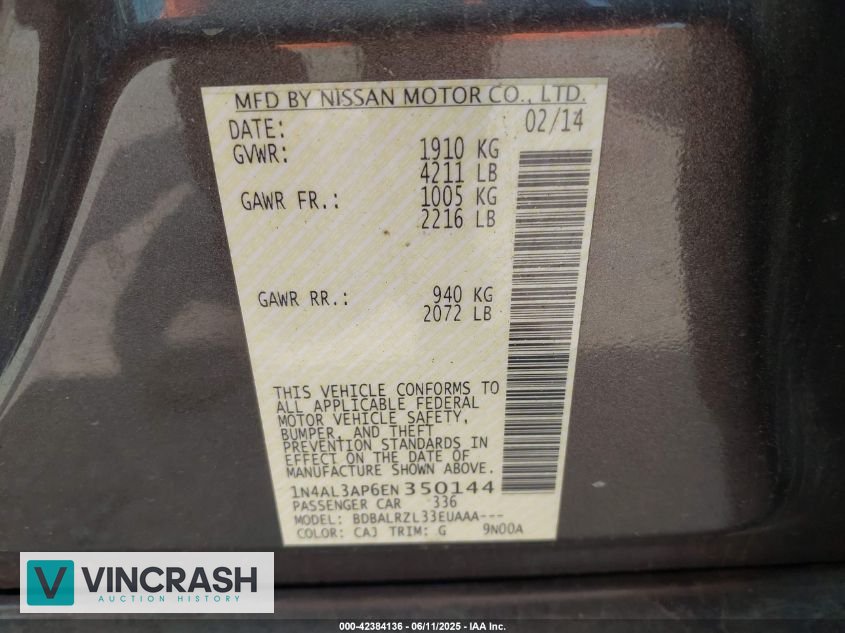 MFD BY NISSAN MOTOR CO., LTD.
DATE: 02/14
GVWR: 1910 KG
4211 LB
GAWR FR.: 1005 KG
2216 LB
GAWR RR.: 940 KG
2072 LB
THIS VEHICLE CONFORMS TO
ALL APPLICABLE FEDERAL
MOTOR VEHICLE SAFETY,
BUMPER, AND THEFT
PREVENTION STANDARDS IN
EFFECT ON THE DATE OF
MANUFACTURE SHOWN ABOVE.
1N4AL3AP6EN350144
PASSENGER CAR 336
MODEL: BDBALRZL33EUAAA---
COLOR: CAJ TRIM: G 9N00A
VINCRASH
AUCTION HISTORY
000-42384136 - 06/11/2025 - IAA Inc.